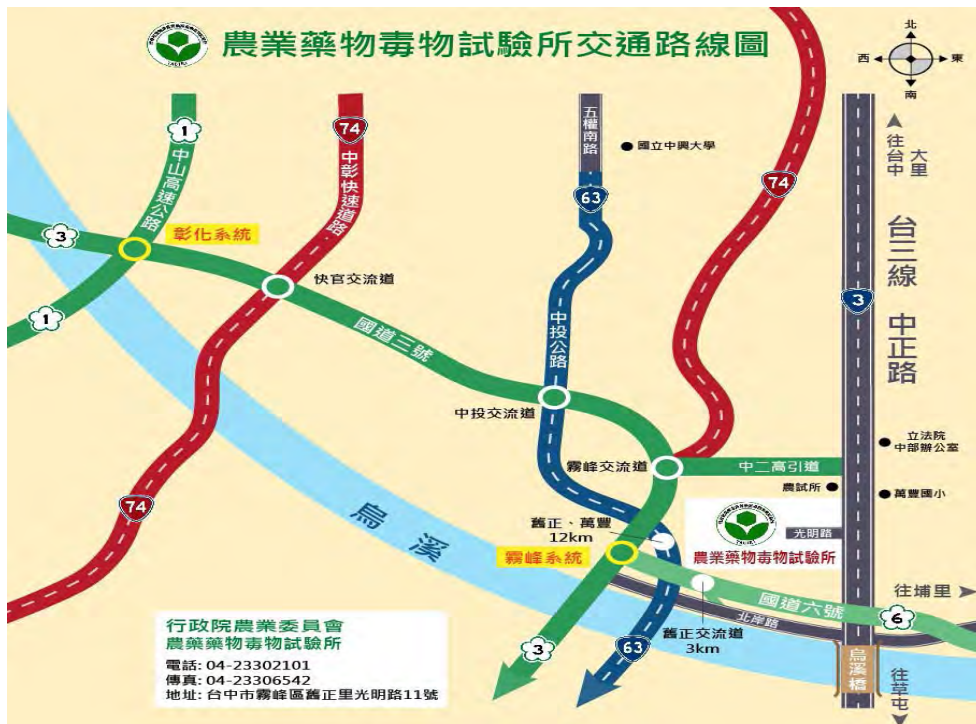 農業藥物毒物試驗所交通路線圖
北
西
東
南
1
中山高速公路
74
中彰快速道路
五權南路
國立中興大學
63
74
往台中
大里
3
彰化系統
1
快官交流道
國道三號
中投公路
台三線 中正路
3
中投交流道
霧峰交流道
中二高引道
立法院
中部辦公室
農試所
萬豐國小
74
烏溪
舊正、萬豐
12km
光明路
農業藥物毒物試驗所
霧峰系統
國道六號
往埔里
6
北岸路
舊正交流道
3km
3
63
烏溪橋
往草屯
行政院農業委員會
農藥藥物毒物試驗所
電話: 04-23302101
傳真: 04-23306542
地址: 台中市霧峰區舊正里光明路11號